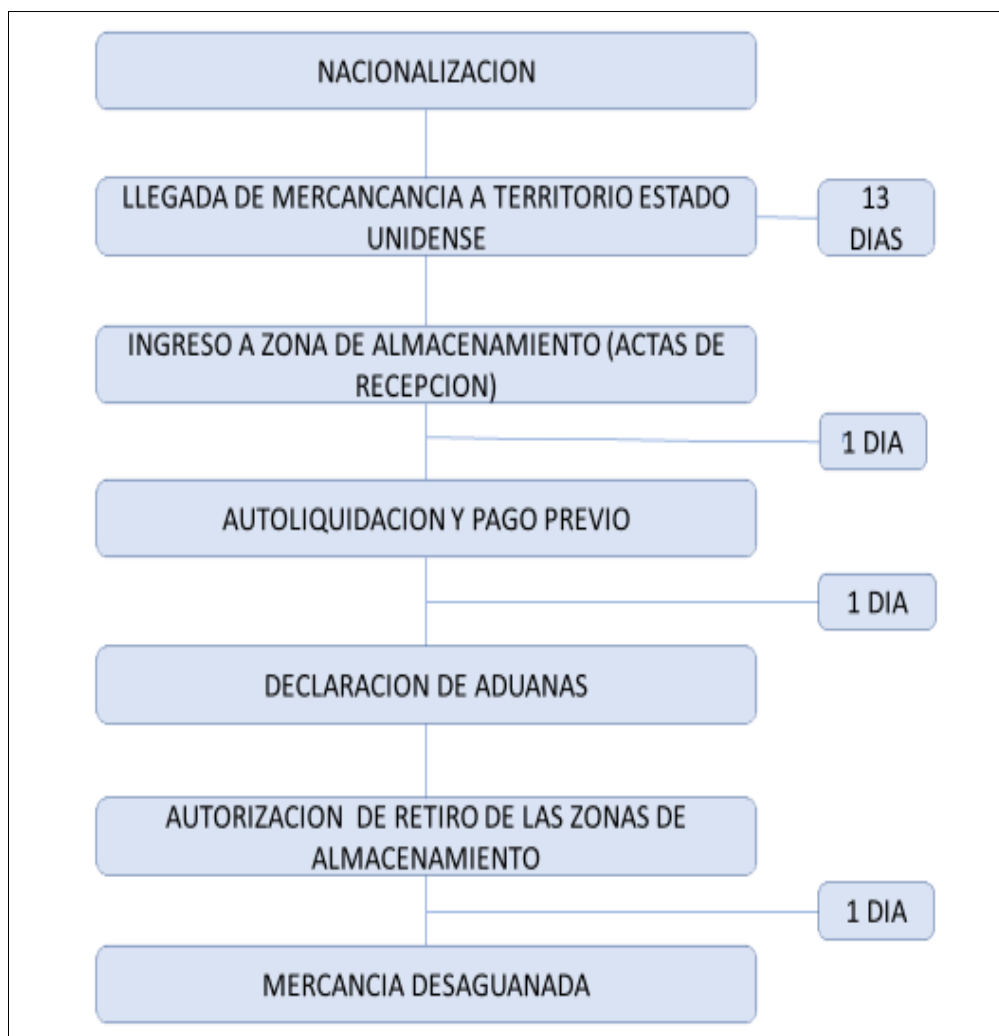 NACIONALIZACION
LLEGADA DE MERCANCANCIA A TERRITORIO ESTADO
UNIDENSE
13
DIAS
INGRESO A ZONA DE ALMACENAMIENTO (ACTAS DE
RECEPCION)
1 DIA
AUTOLIQUIDACION Y PAGO PREVIO
1 DIA
DECLARACION DE ADUANAS
AUTORIZACION DE RETIRO DE LAS ZONAS DE
ALMACENAMIENTO
1 DIA
MERCANCIA DESAGUANADA